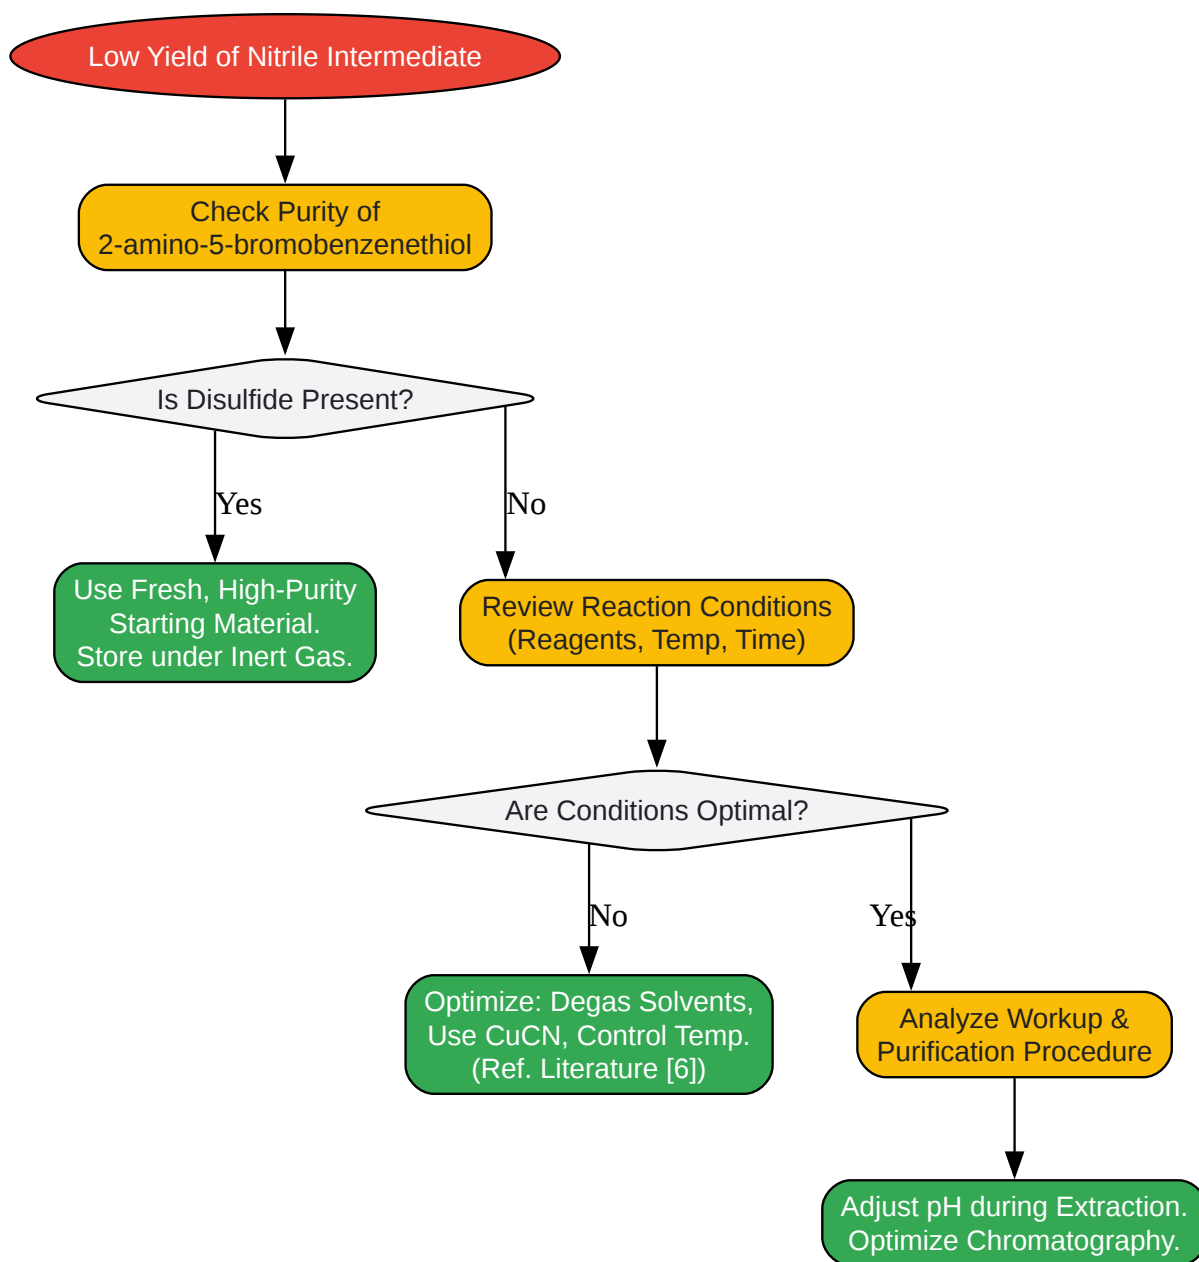 Low Yield of Nitrile Intermediate
Check Purity of
2-amino-5-bromobenzenethiol
Is Disulfide Present?
Yes
No
Use Fresh, High-Purity
Starting Material.
Store under Inert Gas.
Review Reaction Conditions
(Reagents, Temp, Time)
Are Conditions Optimal?
No
Yes
Optimize: Degas Solvents,
Use CuCN, Control Temp.
(Ref. Literature [6])
Analyze Workup &
Purification Procedure
Adjust pH during Extraction.
Optimize Chromatography.